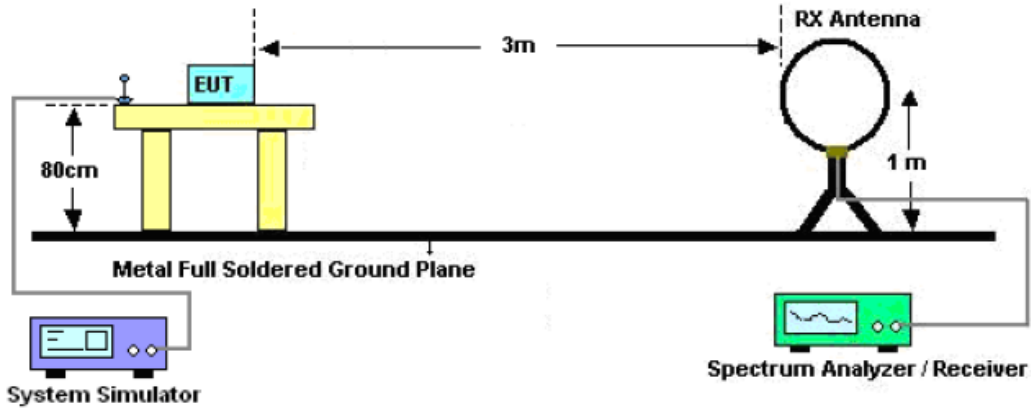 RX Antenna
3m
EUT
80cm
1 m
Metal Full Soldered Ground Plane
System Simulator
Spectrum Analyzer / Receiver